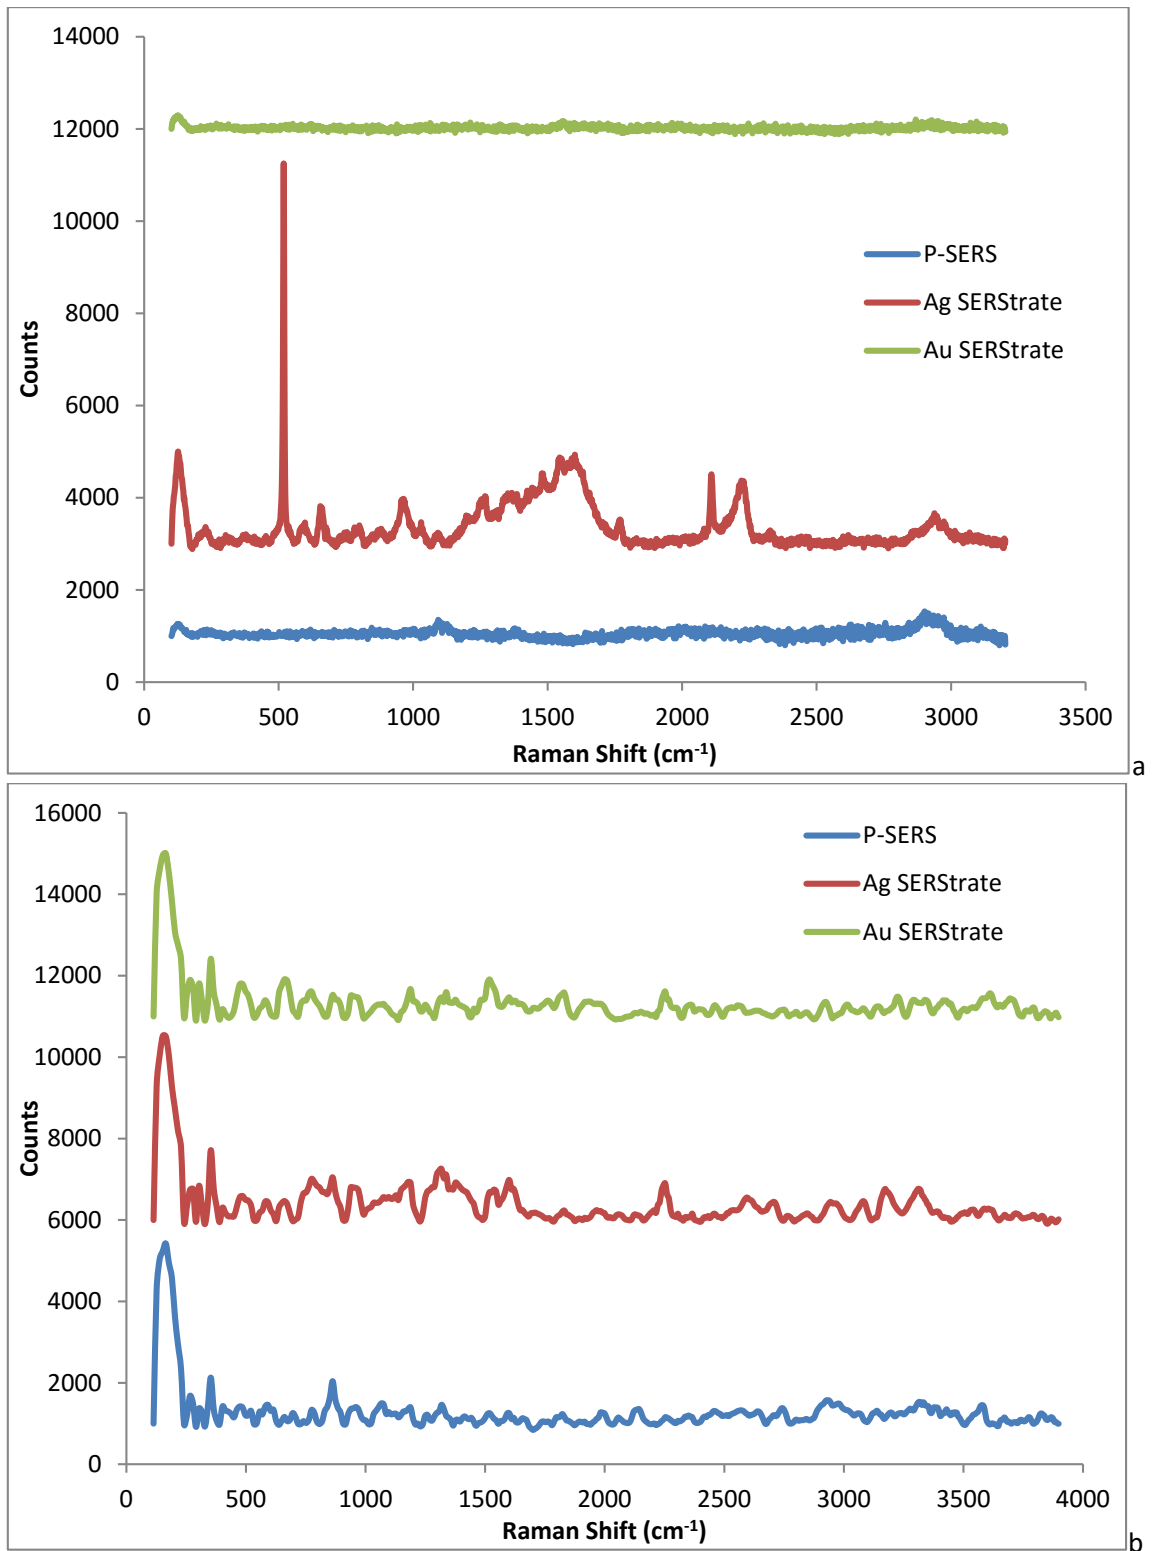 14000
12000
10000
8000
6000
4000
2000
0
Counts
P-SERS
Ag SERStrate
Au SERStrate
0 500 1000 1500 2000 2500 3000 3500
Raman Shift (cm⁻¹)
a
16000
14000
12000
10000
8000
6000
4000
2000
0
Counts
P-SERS
Ag SERStrate
Au SERStrate
0 500 1000 1500 2000 2500 3000 3500 4000
Raman Shift (cm⁻¹)
b